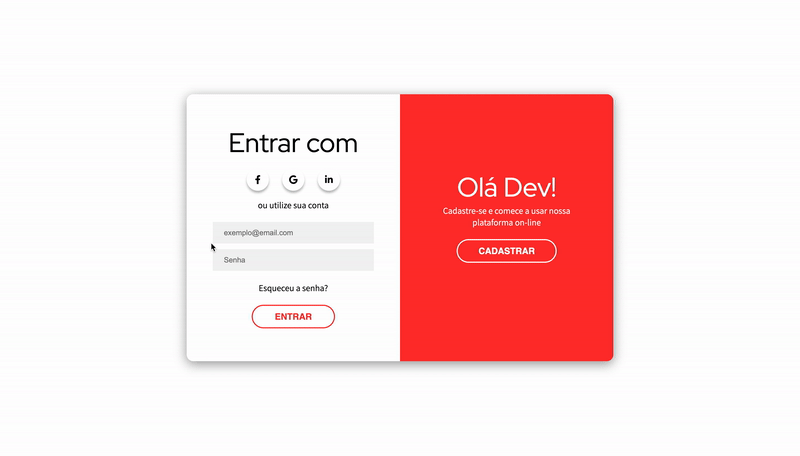 Entrar com
f G in
ou utilize sua conta
exemplo@email.com
Senha
Esqueceu a senha?
ENTRAR
Olá Dev!
Cadastre-se e comece a usar nossa
plataforma on-line
CADASTRAR